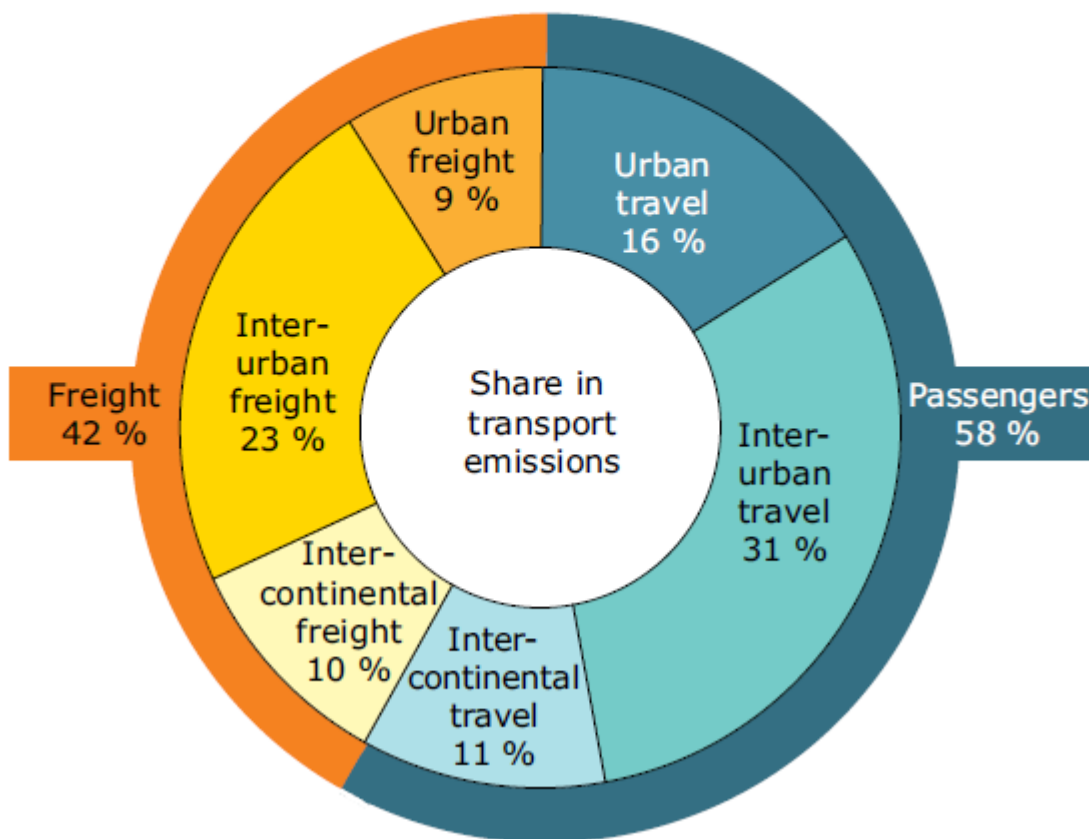 Urban
freight
9 %
Urban
travel
16 %
Inter-
urban
freight
23 %
Freight
42 %
Share in
transport
emissions
Passengers
58 %
Inter-
urban
travel
31 %
Inter-
continental
freight
10 %
Inter-
continental
travel
11 %